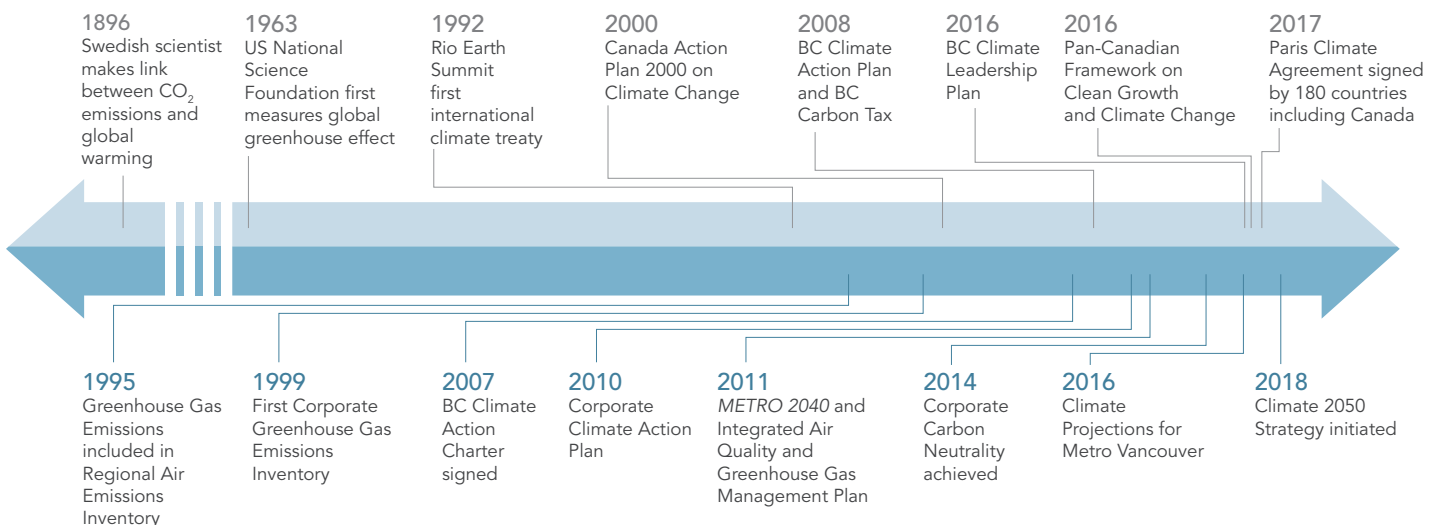 1896
Swedish scientist
makes link
between CO₂
emissions and
global
warming
1963
US National
Science
Foundation first
measures global
greenhouse effect
1992
Rio Earth
Summit
first
international
climate treaty
2000
Canada Action
Plan 2000 on
Climate Change
2008
BC Climate
Action Plan
and BC
Carbon Tax
2016
BC Climate
Leadership
Plan
2016
Pan-Canadian
Framework on
Clean Growth
and Climate Change
2017
Paris Climate
Agreement signed
by 180 countries
including Canada
1995
Greenhouse Gas
Emissions
included in
Regional Air
Emissions
Inventory
1999
First Corporate
Greenhouse Gas
Emissions
Inventory
2007
BC Climate
Action
Charter
signed
2010
Corporate
Climate Action
Plan
2011
METRO 2040 and
Integrated Air
Quality and
Greenhouse Gas
Management Plan
2014
Corporate
Carbon
Neutrality
achieved
2016
Climate
Projections for
Metro Vancouver
2018
Climate 2050
Strategy initiated